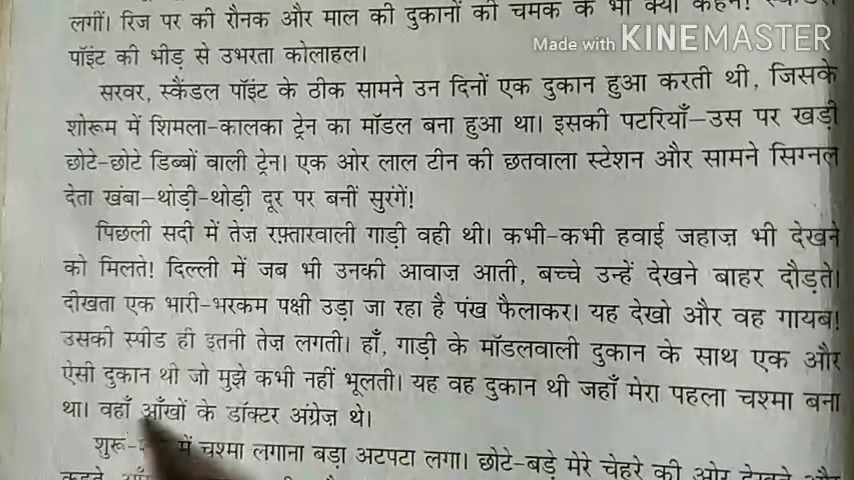 लगीं। रिज पर की रौनक और माल की दुकानों की चमक के भी क्या कहने!
पॉइंट की भीड़ से उभरता कोलाहल।
Made with KINEMASTER
सरवर, स्कैंडल पॉइंट के ठीक सामने उन दिनों एक दुकान हुआ करती थी, जिसके
शोरूम में शिमला-कालका ट्रेन का मॉडल बना हुआ था। इसकी पटरियाँ—उस पर खड़ी
छोटे-छोटे डिब्बों वाली ट्रेन। एक ओर लाल टीन की छतवाला स्टेशन और सामने सिग्नल
देता खंबा—थोड़ी-थोड़ी दूर पर बनीं सुरंगें!
पिछली सदी में तेज़ रफ़्तारवाली गाड़ी वही थी। कभी-कभी हवाई जहाज़ भी देखने
को मिलते! दिल्ली में जब भी उनकी आवाज़ आती, बच्चे उन्हें देखने बाहर दौड़ते।
दीखता एक भारी-भरकम पक्षी उड़ा जा रहा है पंख फैलाकर। यह देखो और वह गायब!
उसकी स्पीड ही इतनी तेज़ लगती। हाँ, गाड़ी के मॉडलवाली दुकान के साथ एक और
ऐसी दुकान थी जो मुझे कभी नहीं भूलती। यह वह दुकान थी जहाँ मेरा पहला चश्मा बना
था। वहाँ आँखों के डॉक्टर अंग्रेज़ थे।
शुरू- में चश्मा लगाना बड़ा अटपटा लगा। छोटे-बड़े मेरे चेहरे की ओर देखते और